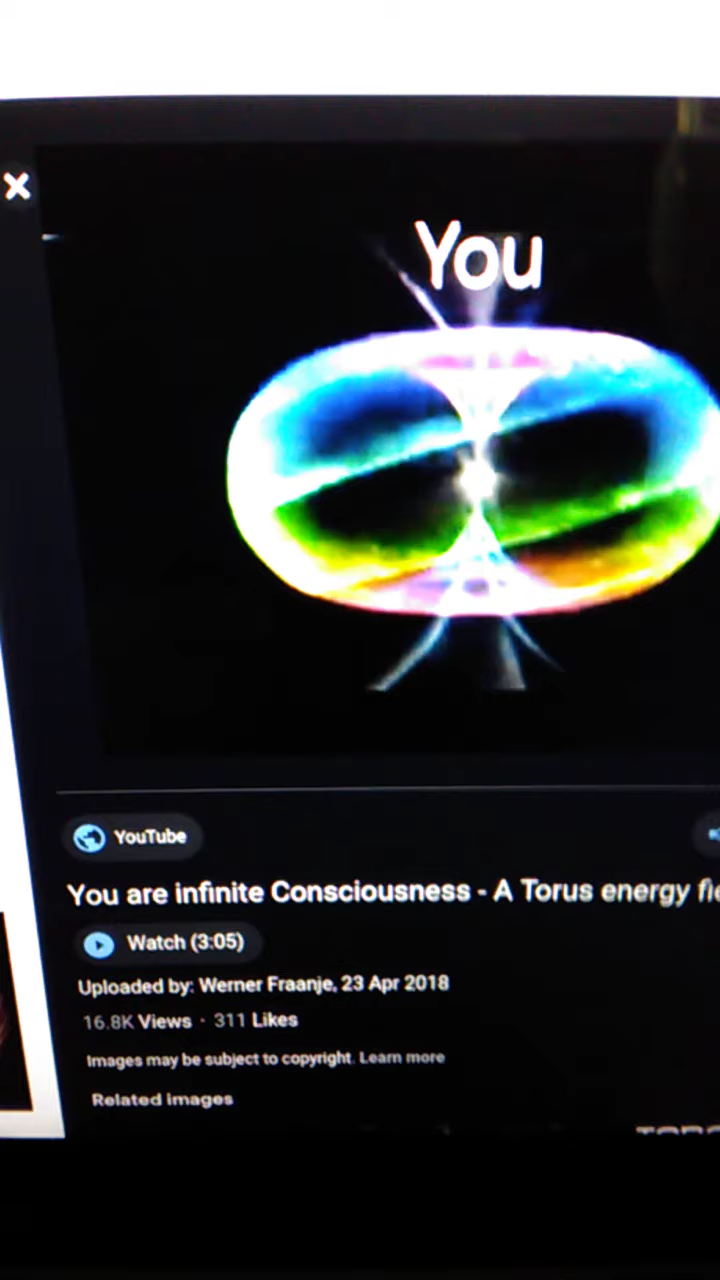 You
YouTube
You are infinite Consciousness - A Torus energy fie
Watch (3:05)
Uploaded by: Werner Fraanje, 23 Apr 2018
16.8K Views · 311 Likes
Images may be subject to copyright. Learn more
Related images